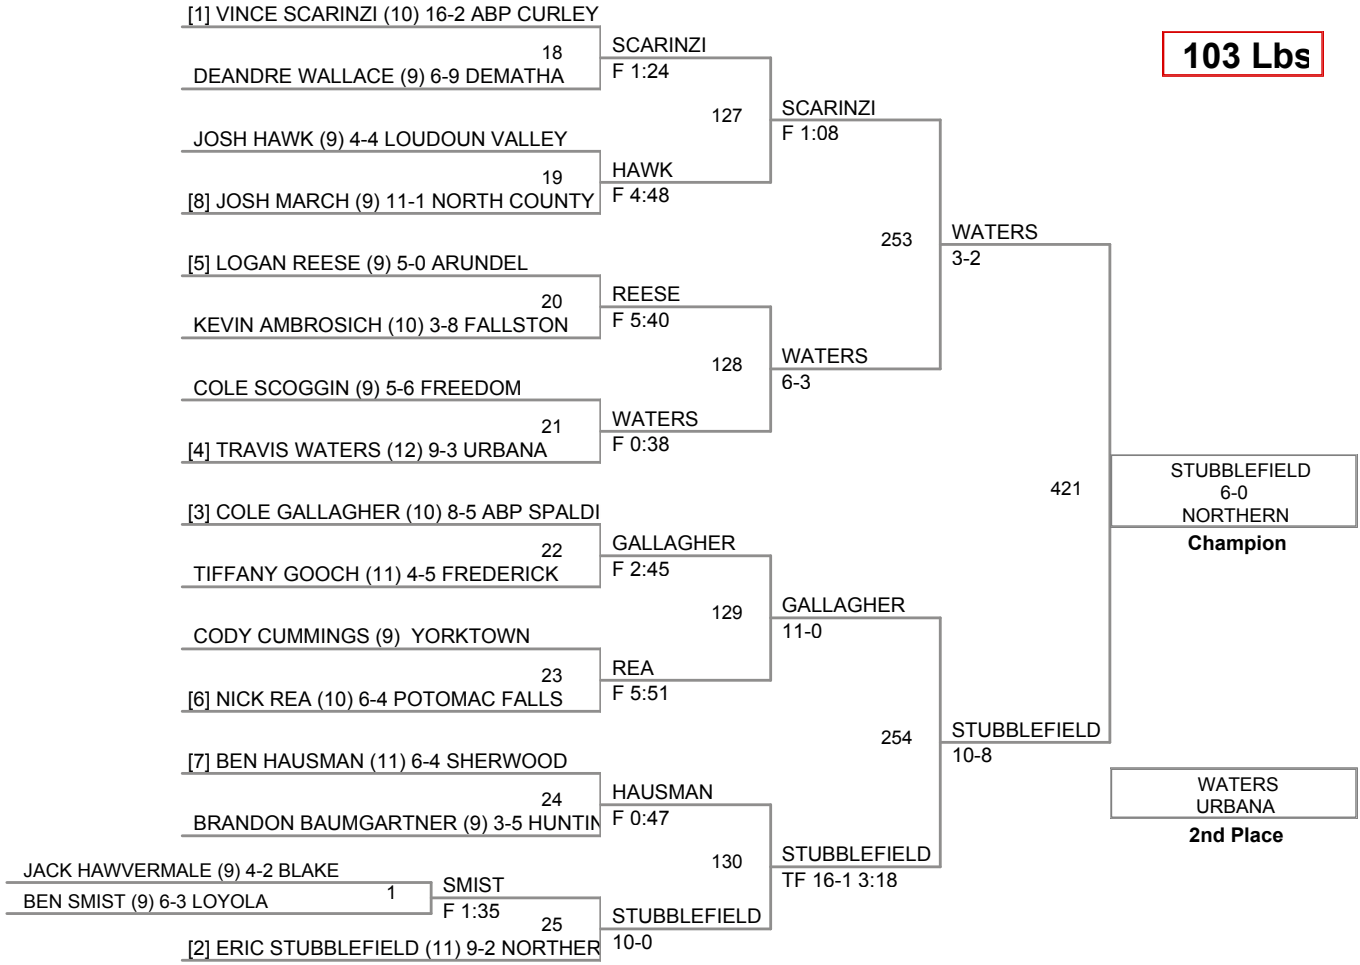 [1] VINCE SCARINZI (10) 16-2 ABP CURLEY
18
DEANDRE WALLACE (9) 6-9 DEMATHA
SCARINZI
F 1:24
103 Lbs
127
SCARINZI
F 1:08
JOSH HAWK (9) 4-4 LOUDOUN VALLEY
19
[8] JOSH MARCH (9) 11-1 NORTH COUNTY
HAWK
F 4:48
253
WATERS
3-2
[5] LOGAN REESE (9) 5-0 ARUNDEL
20
KEVIN AMBROSICH (10) 3-8 FALLSTON
REESE
F 5:40
128
WATERS
6-3
COLE SCOGGIN (9) 5-6 FREEDOM
21
[4] TRAVIS WATERS (12) 9-3 URBANA
WATERS
F 0:38
421
STUBBLEFIELD
6-0
NORTHERN
Champion
[3] COLE GALLAGHER (10) 8-5 ABP SPALDI
22
TIFFANY GOOCH (11) 4-5 FREDERICK
GALLAGHER
F 2:45
129
GALLAGHER
11-0
CODY CUMMINGS (9) YORKTOWN
23
[6] NICK REA (10) 6-4 POTOMAC FALLS
REA
F 5:51
254
STUBBLEFIELD
10-8
[7] BEN HAUSMAN (11) 6-4 SHERWOOD
24
BRANDON BAUMGARTNER (9) 3-5 HUNTIN
HAUSMAN
F 0:47
WATERS
URBANA
2nd Place
130
STUBBLEFIELD
TF 16-1 3:18
JACK HAWVERMALE (9) 4-2 BLAKE
1
BEN SMIST (9) 6-3 LOYOLA
SMIST
F 1:35
25
[2] ERIC STUBBLEFIELD (11) 9-2 NORTHER
STUBBLEFIELD
10-0